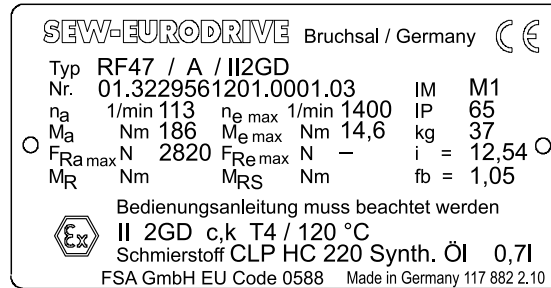 SEW-EURODRIVE Bruchsal / Germany CE
Typ RF47 / A / II2GD
Nr. 01.3229561201.0001.03 IM M1
na 1/min 113 ne max 1/min 1400 IP 65
Ma Nm 186 Me max Nm 14,6 kg 37
FRa max N 2820 FRe max N – i = 12,54
MR Nm MRS Nm fb = 1,05
Bedienungsanleitung muss beachtet werden
Ex II 2GD c,k T4 / 120 °C
Schmierstoff CLP HC 220 Synth. Öl 0,7l
FSA GmbH EU Code 0588 Made in Germany 117 882 2.10